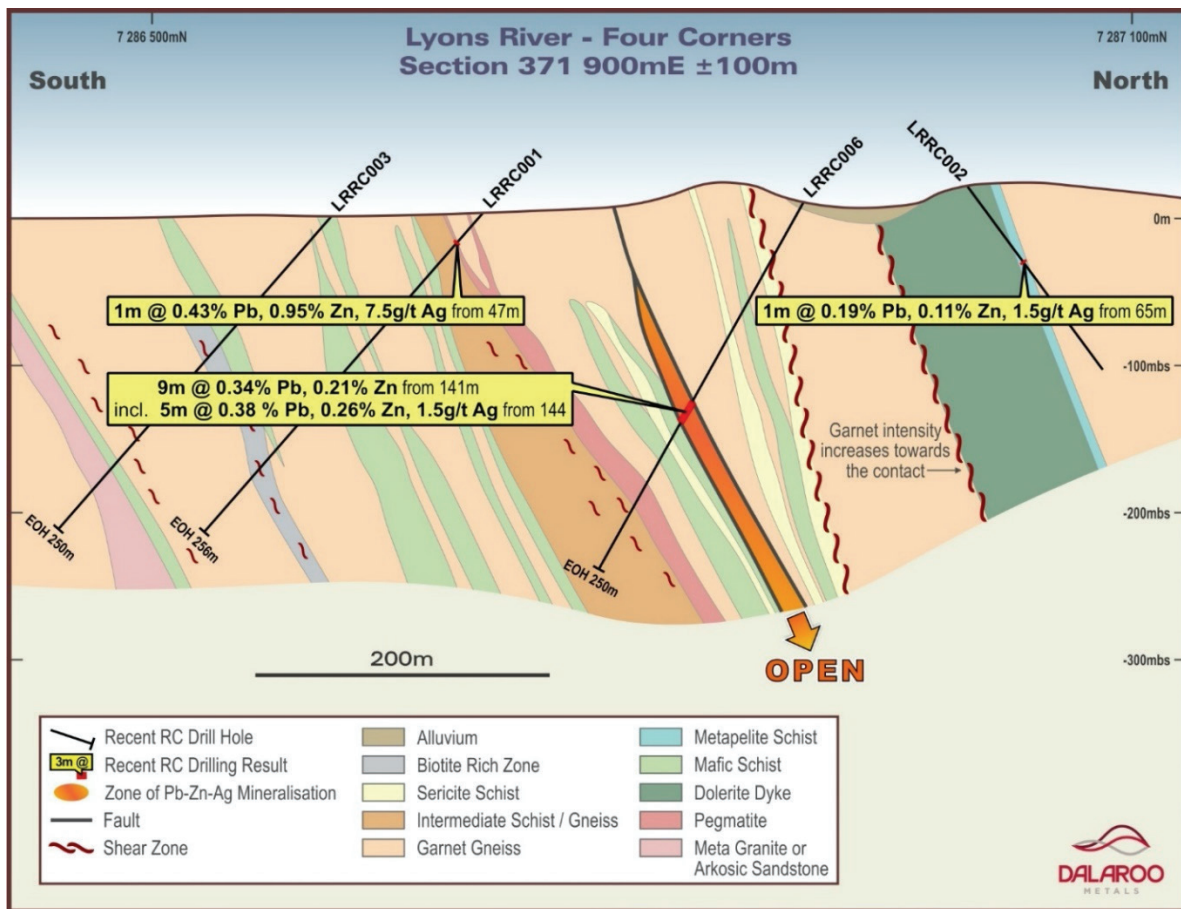 7 286 500mN
Lyons River - Four Corners
Section 371 900mE ±100m
7 287 100mN
South
North
LRRC003
LRRC001
LRRC006
LRRC002
0m
1m @ 0.43% Pb, 0.95% Zn, 7.5g/t Ag from 47m
1m @ 0.19% Pb, 0.11% Zn, 1.5g/t Ag from 65m
-100mbs
9m @ 0.34% Pb, 0.21% Zn from 141m
incl. 5m @ 0.38 % Pb, 0.26% Zn, 1.5g/t Ag from 144
Garnet intensity
increases towards
the contact
-200mbs
EOH 250m
EOH 256m
EOH 250m
-300mbs
200m
OPEN
Recent RC Drill Hole
3m @
Recent RC Drilling Result
Zone of Pb-Zn-Ag Mineralisation
Fault
Shear Zone
Alluvium
Biotite Rich Zone
Sericite Schist
Intermediate Schist / Gneiss
Garnet Gneiss
Metapelite Schist
Mafic Schist
Dolerite Dyke
Pegmatite
Meta Granite or
Arkosic Sandstone
DALAROO
METALS